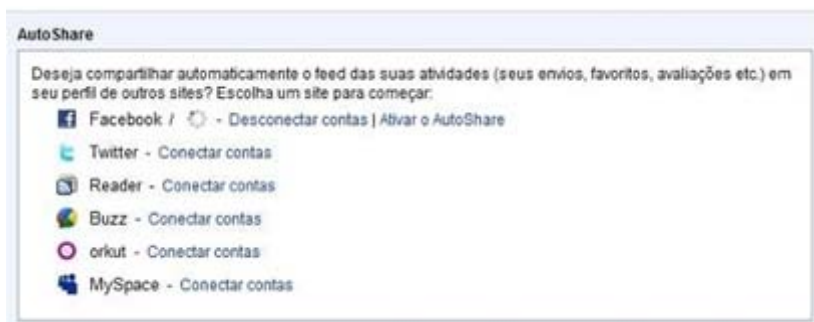 AutoShare
Deseja compartilhar automaticamente o feed das suas atividades (seus envios, favoritos, avaliações etc.) em
seu perfil de outros sites? Escolha um site para começar:
Facebook / - Desconectar contas | Ativar o AutoShare
Twitter - Conectar contas
Reader - Conectar contas
Buzz - Conectar contas
orkut - Conectar contas
MySpace - Conectar contas